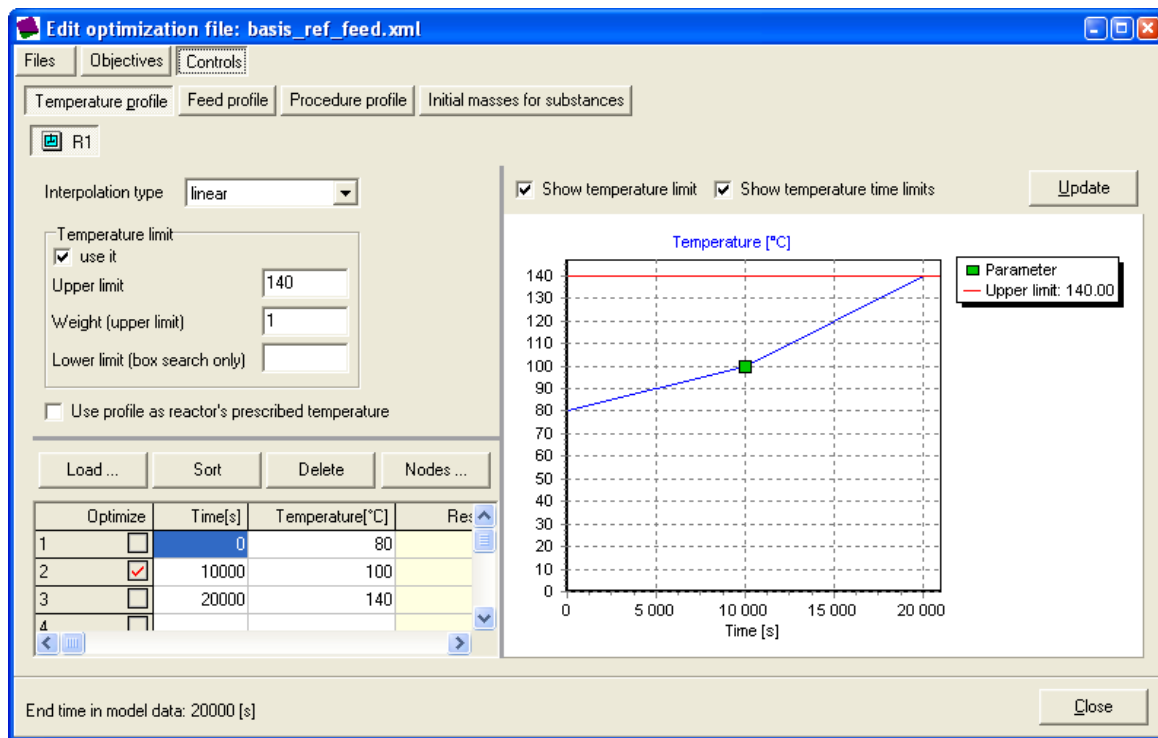 Edit optimization file: basis_ref_feed.xml
Files Objectives Controls
Temperature profile Feed profile Procedure profile Initial masses for substances
R1
Interpolation type linear
Temperature limit
use it
Upper limit 140
Weight (upper limit) 1
Lower limit (box search only)
Use profile as reactor's prescribed temperature
Load ... Sort Delete Nodes ...
Optimize Time[s] Temperature[°C] Res
1 0 80
2 10000 100
3 20000 140
4
Show temperature limit Show temperature time limits Update
Temperature [°C]
Parameter
Upper limit: 140.00
140
130
120
110
100
90
80
70
60
50
40
30
20
10
0
0 5 000 10 000 15 000 20 000
Time [s]
End time in model data: 20000 [s]
Close